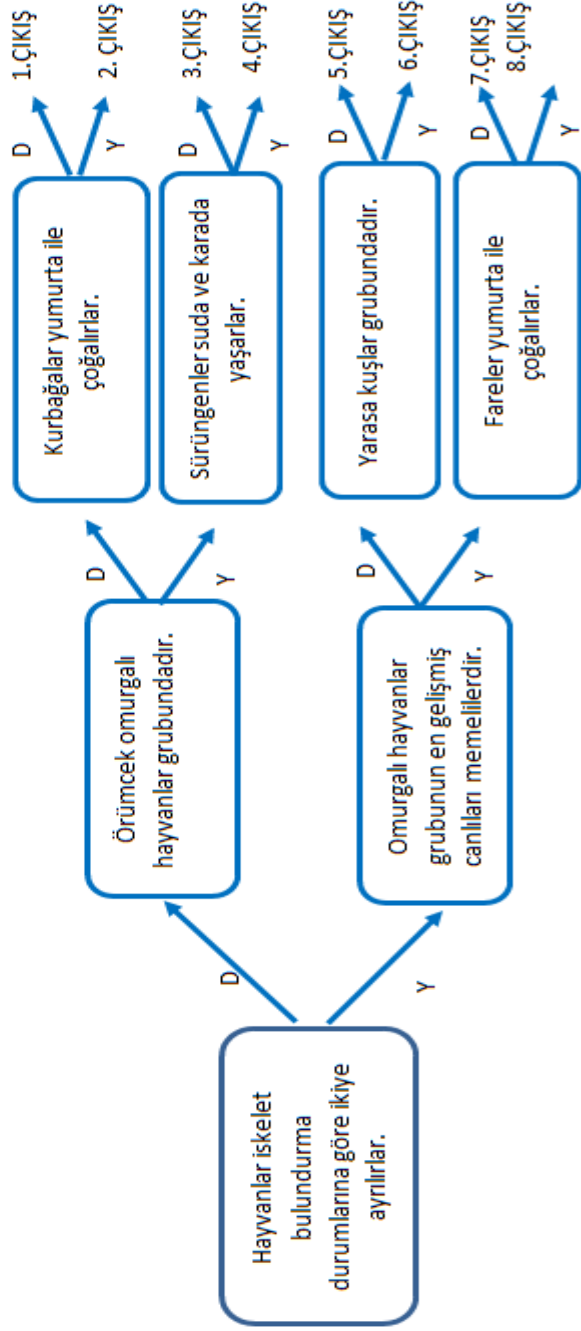 Hayvanlar iskelet
bulundurma
durumlarına göre ikiye
ayrılırlar.
D
Y
Örümcek omurgalı
hayvanlar grubundadır.
D
Y
Omurgalı hayvanlar
grubunun en gelişmiş
canlıları memelilerdir.
D
Y
Kurbağalar yumurta ile
çoğalırlar.
D
Y
1.ÇIKIŞ
2. ÇIKIŞ
Sürüngenler suda ve karada
yaşarlar.
D
Y
3.ÇIKIŞ
4.ÇIKIŞ
Yarasa kuşlar grubundadır.
D
Y
5.ÇIKIŞ
6.ÇIKIŞ
Fareler yumurta ile
çoğalırlar.
D
Y
7.ÇIKIŞ
8.ÇIKIŞ